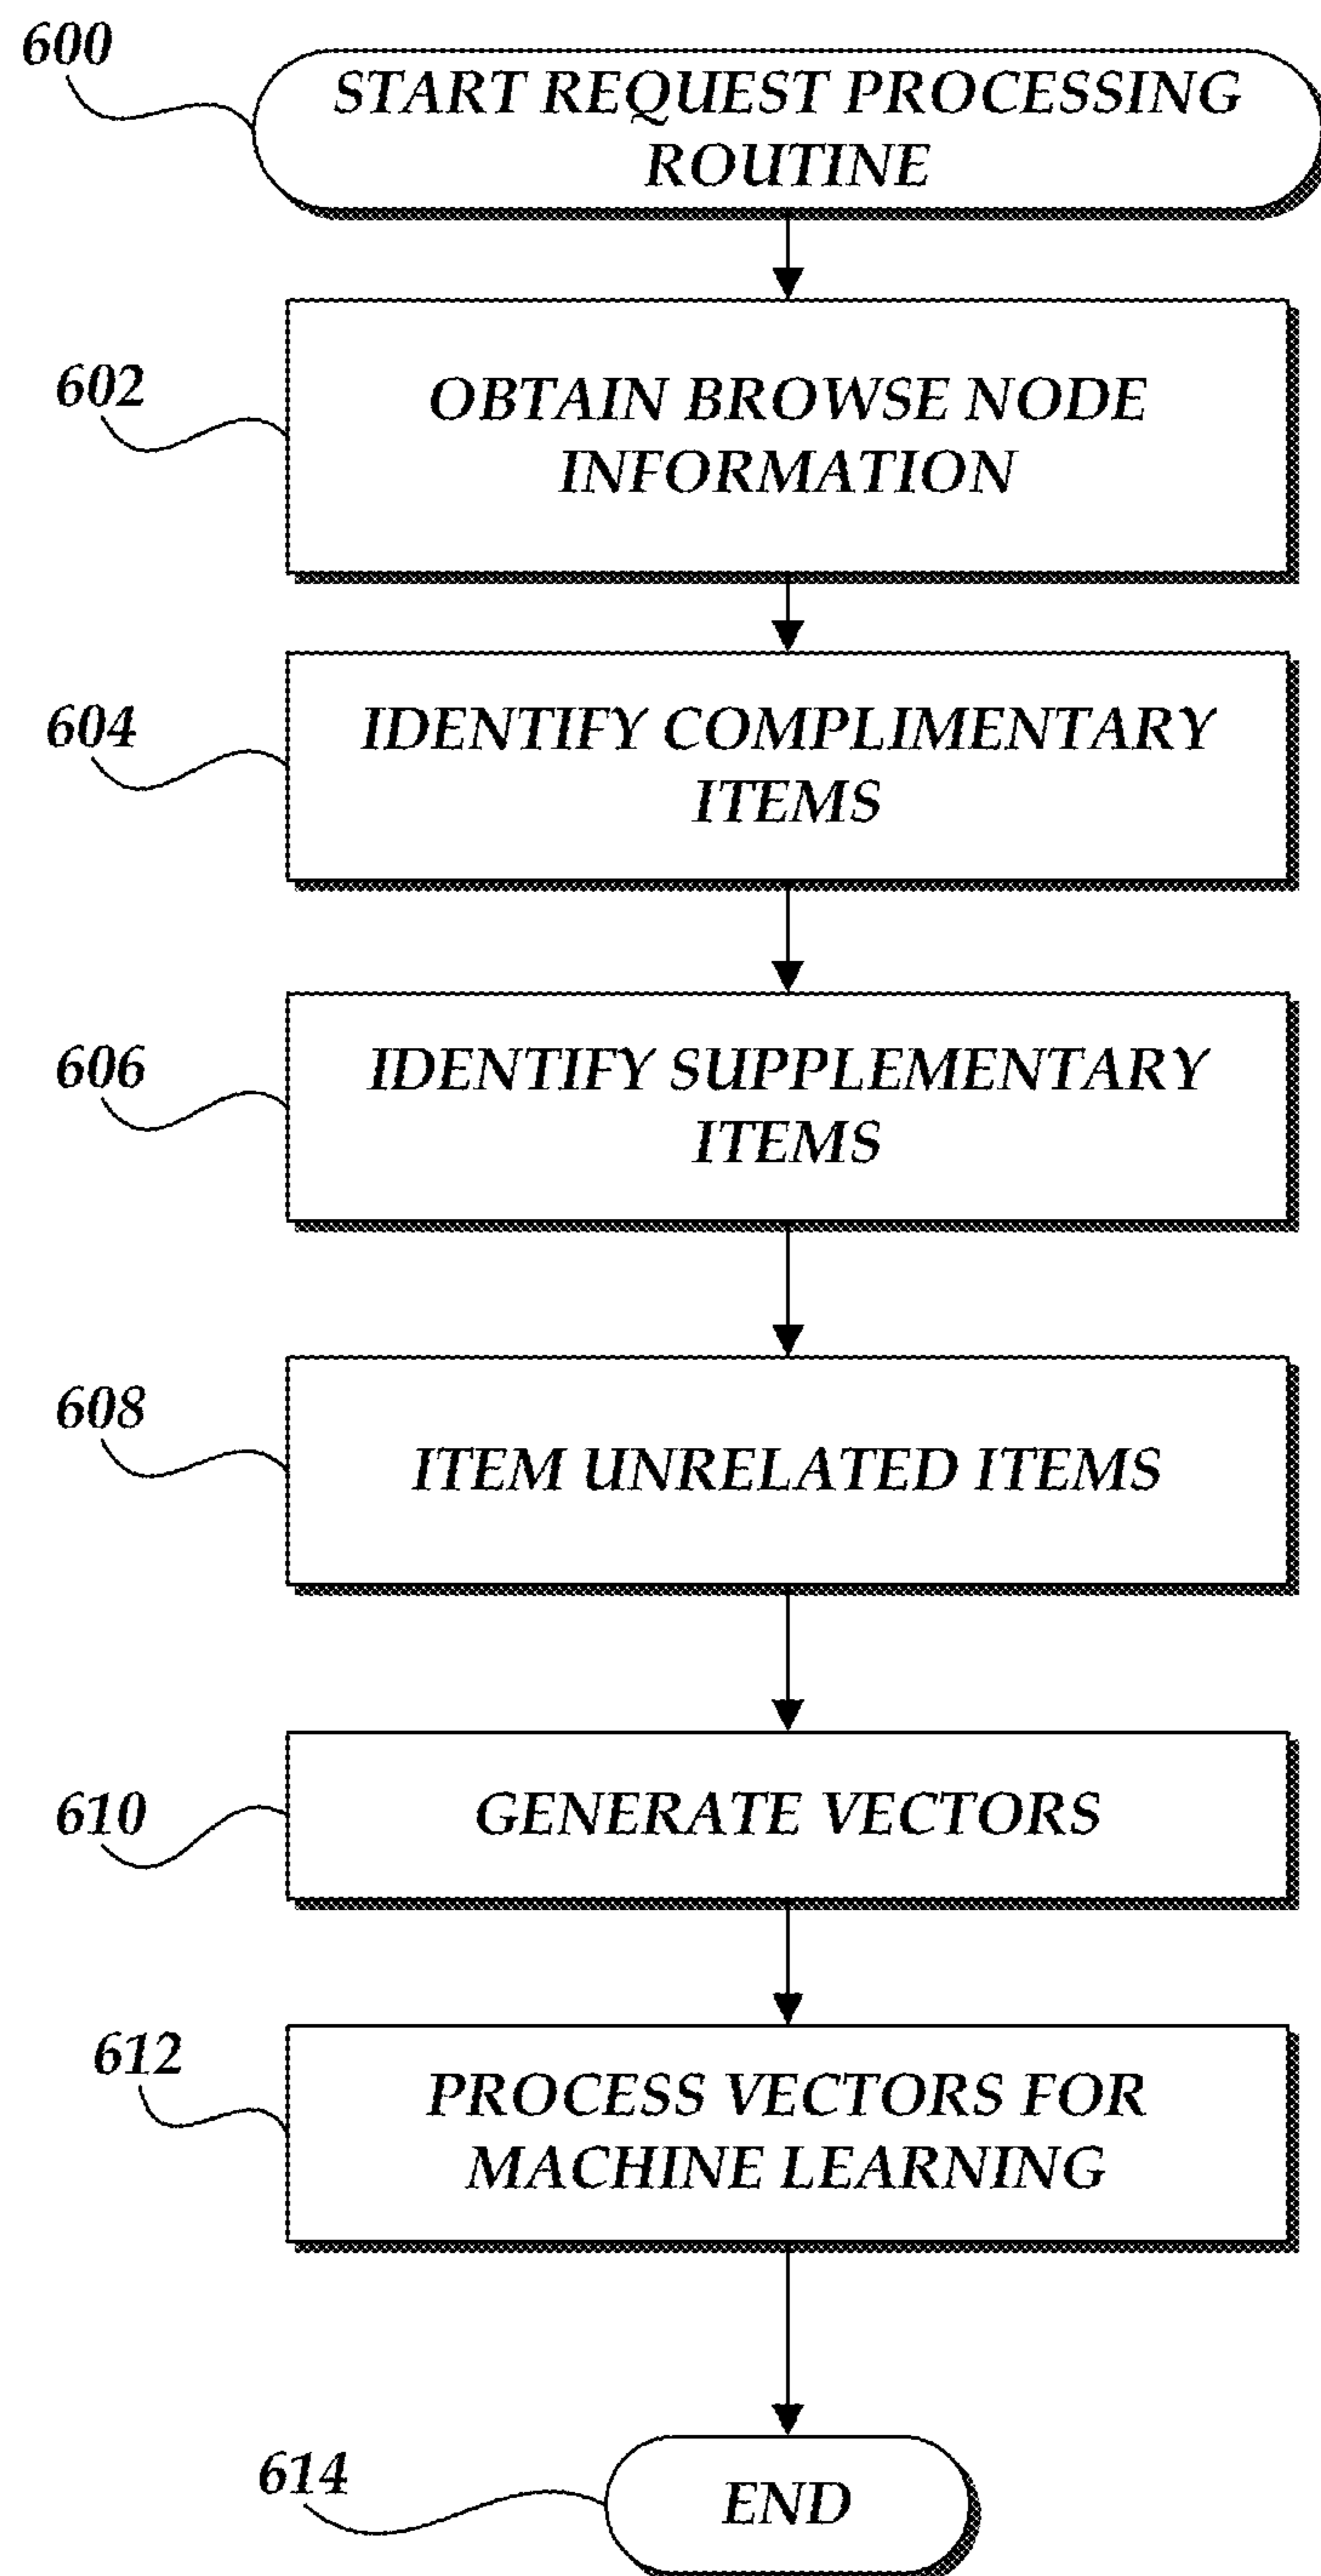 600
START REQUEST PROCESSING
ROUTINE
602
OBTAIN BROWSE NODE
INFORMATION
604
IDENTIFY COMPLIMENTARY
ITEMS
606
IDENTIFY SUPPLEMENTARY
ITEMS
608
ITEM UNRELATED ITEMS
610
GENERATE VECTORS
612
PROCESS VECTORS FOR
MACHINE LEARNING
614
END